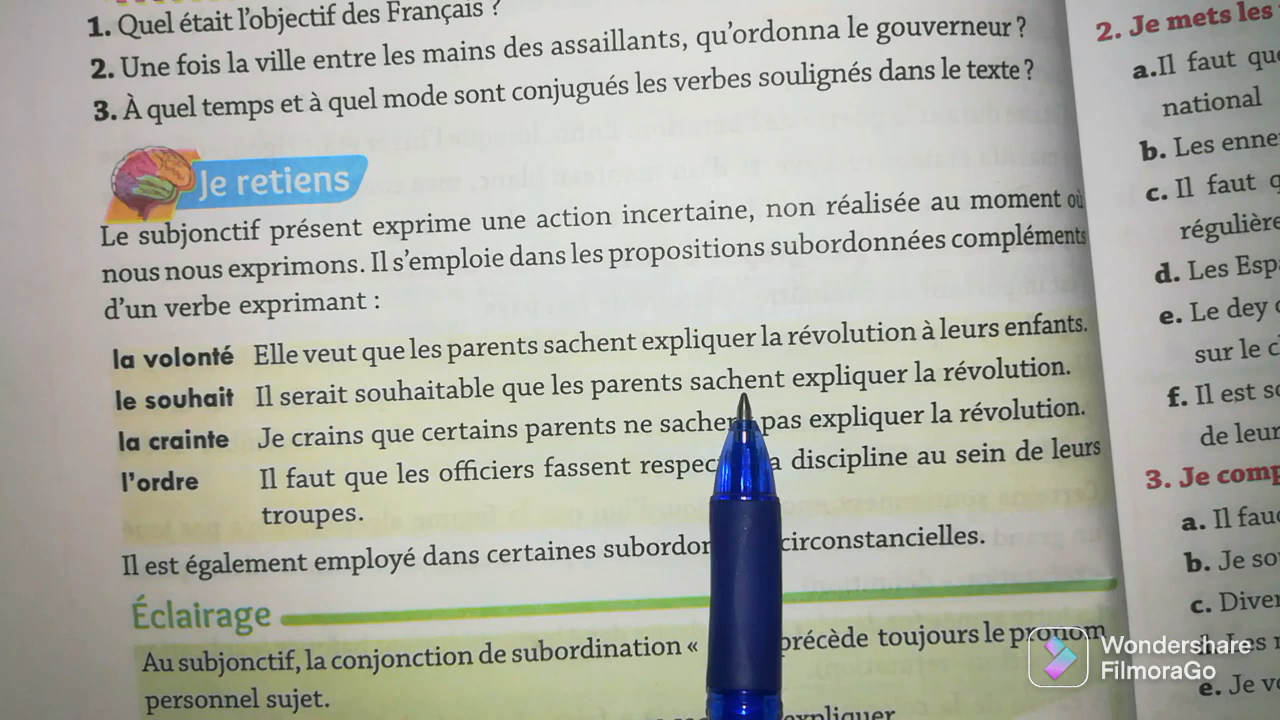 1. Quel était l'objectif des Français ?
2. Une fois la ville entre les mains des assaillants, qu'ordonna le gouverneur ?
3. À quel temps et à quel mode sont conjugués les verbes soulignés dans le texte ?
Je retiens
Le subjonctif présent exprime une action incertaine, non réalisée au moment où
nous nous exprimons. Il s'emploie dans les propositions subordonnées compléments
d'un verbe exprimant :
la volonté Elle veut que les parents sachent expliquer la révolution à leurs enfants.
le souhait Il serait souhaitable que les parents sachent expliquer la révolution.
la crainte Je crains que certains parents ne sachent pas expliquer la révolution.
l'ordre Il faut que les officiers fassent respec a discipline au sein de leurs
troupes.
Il est également employé dans certaines subordon circonstancielles.
Éclairage
Au subjonctif, la conjonction de subordination « précède toujours le pronom
personnel sujet.
expliquer
2. Je mets les
a. Il faut que
national
b. Les enne
c. Il faut q
régulière
d. Les Esp
e. Le dey
sur le c
f. Il est so
de leur
3. Je comp
a. Il fau
b. Je so
c. Diver
Les
e. Je v
Wondershare
FilmoraGo